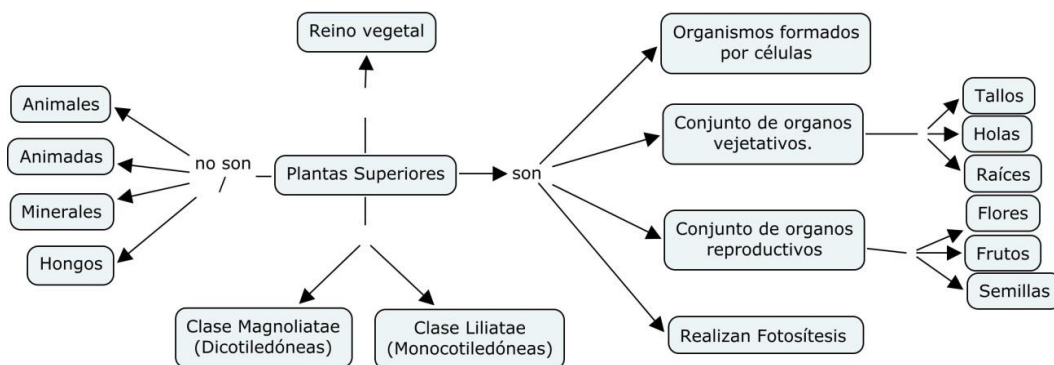 Reino vegetal
Organismos formados
por células
Animales
Animadas
Minerales
Hongos
no son
Plantas Superiores
son
Conjunto de organos
vejetativos.
Tallos
Holas
Raíces
Conjunto de organos
reproductivos
Flores
Frutos
Semillas
Clase Magnoliatae
(Dicotiledóneas)
Clase Liliatae
(Monocotiledóneas)
Realizan Fotosítesis